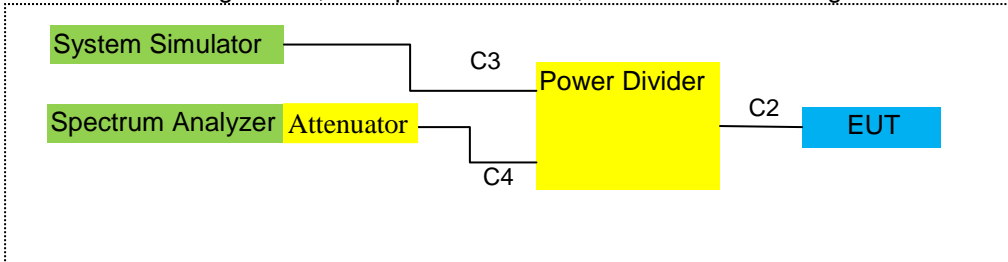 System Simulator
C3
Power Divider
C2
EUT
Spectrum Analyzer Attenuator
C4